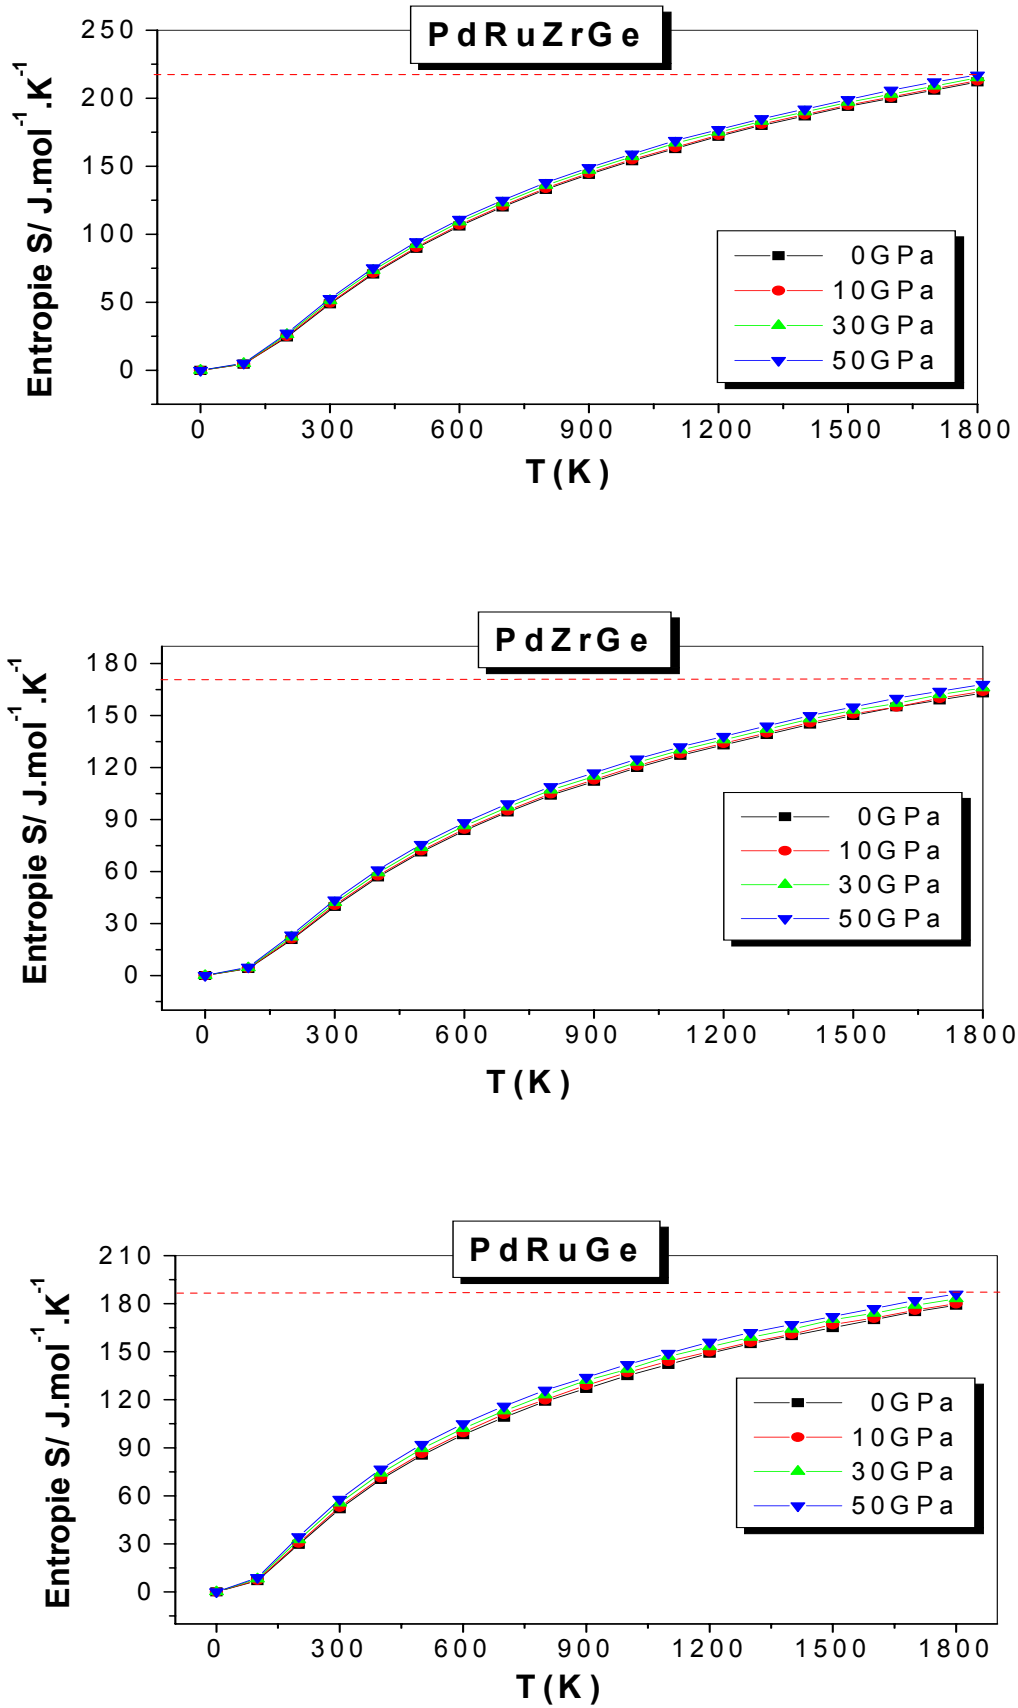 PdRuZrGe
Entropie S/ J.mol⁻¹.K⁻¹
250
200
150
100
50
0
0GPa
10GPa
30GPa
50GPa
0 300 600 900 1200 1500 1800
T(K)
PdZrGe
Entropie S/ J.mol⁻¹.K⁻¹
180
150
120
90
60
30
0
0GPa
10GPa
30GPa
50GPa
0 300 600 900 1200 1500 1800
T(K)
PdRuGe
Entropie S/ J.mol⁻¹.K⁻¹
210
180
150
120
90
60
30
0
0GPa
10GPa
30GPa
50GPa
0 300 600 900 1200 1500 1800
T(K)